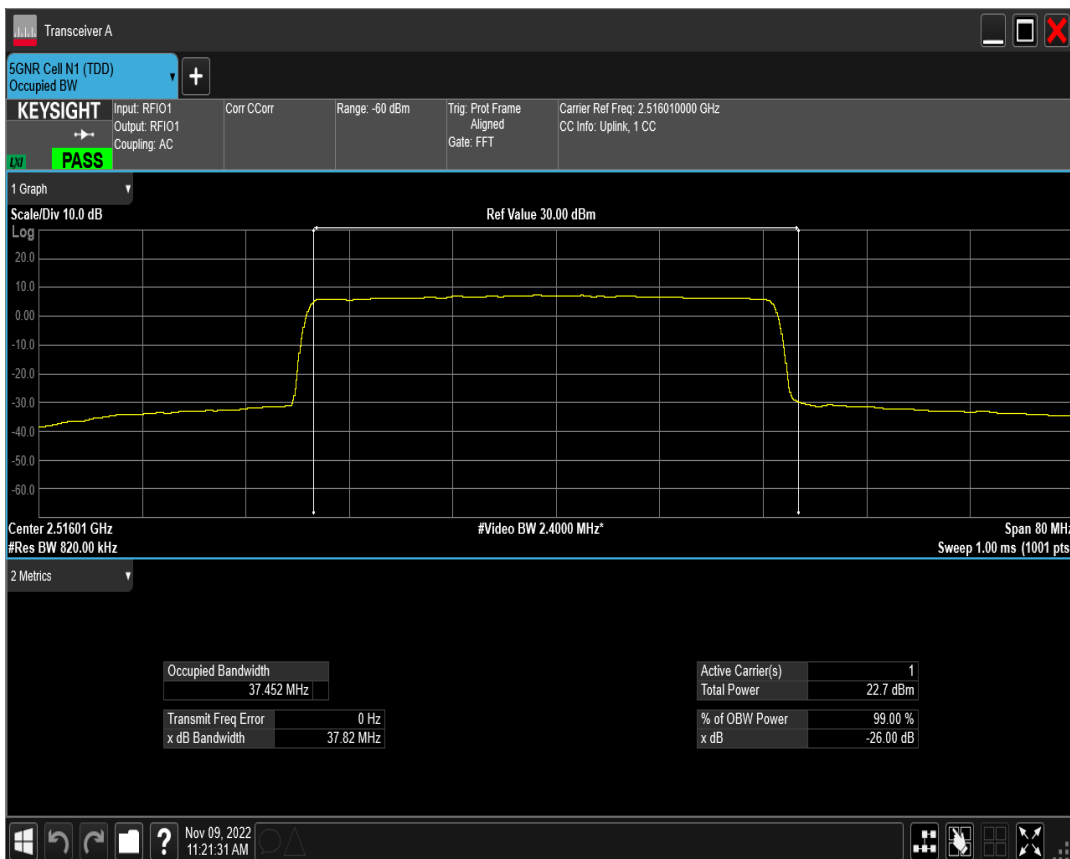 Transceiver A
5GNR Cell N1 (TDD)
Occupied BW
+
KEYSIGHT
LXI
PASS
Input: RFIO1
Output: RFIO1
Coupling: AC
Corr CCorr
Range: -60 dBm
Trig: Prot Frame
Aligned
Gate: FFT
Carrier Ref Freq: 2.516010000 GHz
CC Info: Uplink, 1 CC
1 Graph
Scale/Div 10.0 dB
Ref Value 30.00 dBm
Log
20.0
10.0
0.00
-10.0
-20.0
-30.0
-40.0
-50.0
-60.0
Center 2.51601 GHz
#Video BW 2.4000 MHz*
Span 80 MHz
#Res BW 820.00 kHz
Sweep 1.00 ms (1001 pts
2 Metrics
Occupied Bandwidth
37.452 MHz
Transmit Freq Error 0 Hz
x dB Bandwidth 37.82 MHz
Active Carrier(s) 1
Total Power 22.7 dBm
% of OBW Power 99.00 %
x dB -26.00 dB
?
Nov 09, 2022
11:21:31 AM